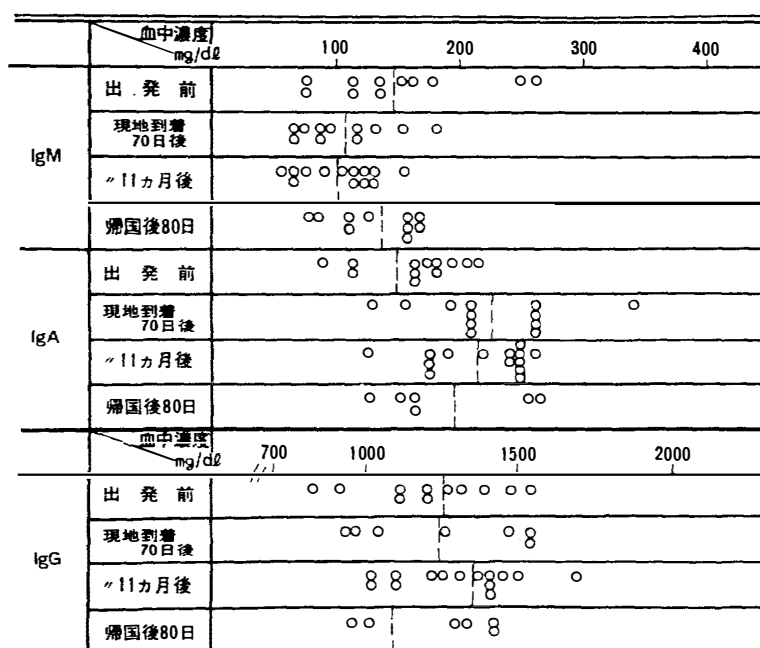 血中濃度
mg/dℓ
100 200 300 400
IgM
出発前
現地到着
70日後
〃11カ月後
帰国後80日
IgA
出発前
現地到着
70日後
〃11カ月後
帰国後80日
血中濃度
mg/dℓ
700 1000 1500 2000
IgG
出発前
現地到着
70日後
〃11カ月後
帰国後80日